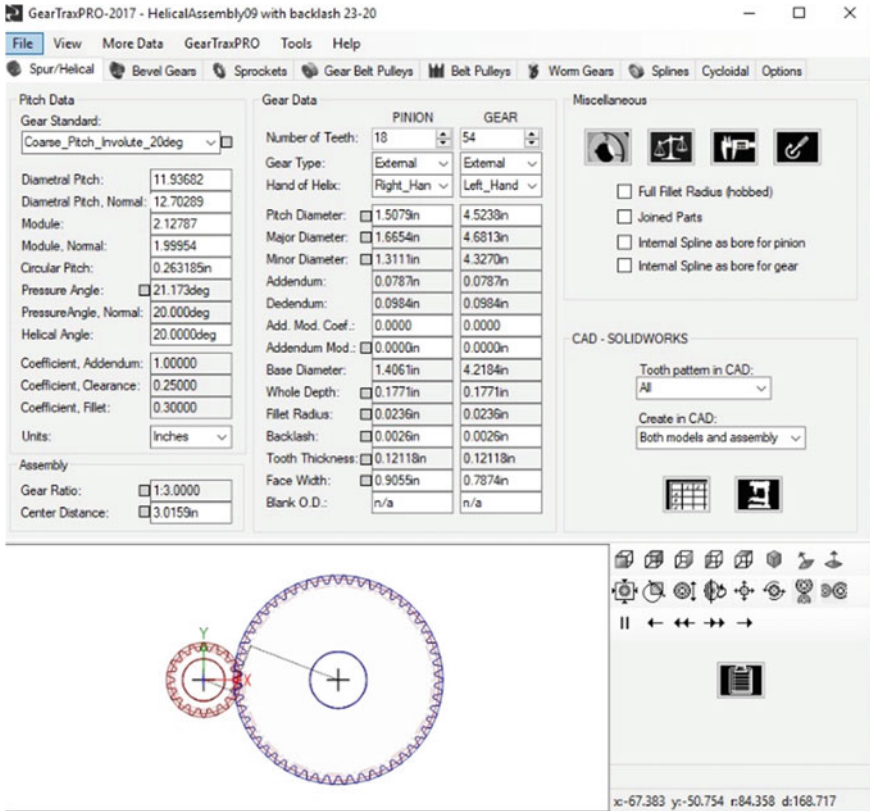 GearTraxPRO-2017 - HelicalAssembly09 with backlash 23-20
File View More Data GearTraxPRO Tools Help
Spur/Helical Bevel Gears Sprockets Gear Belt Pulleys Belt Pulleys Worm Gears Splines Cycloidal Options
Pitch Data
Gear Standard:
Coarse_Pitch_Involute_20deg
Diametral Pitch: 11.93682
Diametral Pitch, Normal: 12.70289
Module: 2.12787
Module, Normal: 1.99954
Circular Pitch: 0.263185in
Pressure Angle: 21.173deg
PressureAngle, Normal: 20.000deg
Helical Angle: 20.0000deg
Coefficient, Addendum: 1.00000
Coefficient, Clearance: 0.25000
Coefficient, Fillet: 0.30000
Units: Inches
Assembly
Gear Ratio: 1:3.0000
Center Distance: 3.0159in
Gear Data
PINION GEAR
Number of Teeth: 18 54
Gear Type: External External
Hand of Helix: Right_Han Left_Hand
Pitch Diameter: 1.5079in 4.5238in
Major Diameter: 1.6654in 4.6813in
Minor Diameter: 1.3111in 4.3270in
Addendum: 0.0787in 0.0787in
Dedendum: 0.0984in 0.0984in
Add. Mod. Coef.: 0.0000 0.0000
Addendum Mod.: 0.0000in 0.0000in
Base Diameter: 1.4061in 4.2184in
Whole Depth: 0.1771in 0.1771in
Fillet Radius: 0.0236in 0.0236in
Backlash: 0.0026in 0.0026in
Tooth Thickness: 0.12118in 0.12118in
Face Width: 0.9055in 0.7874in
Blank O.D.: n/a n/a
Miscellaneous
Full Fillet Radius (hobbed)
Joined Parts
Internal Spline as bore for pinion
Internal Spline as bore for gear
CAD - SOLIDWORKS
Tooth pattern in CAD:
All
Create in CAD:
Both models and assembly
Y
X
x:-67.383 y:-50.754 r:84.358 d:168.717